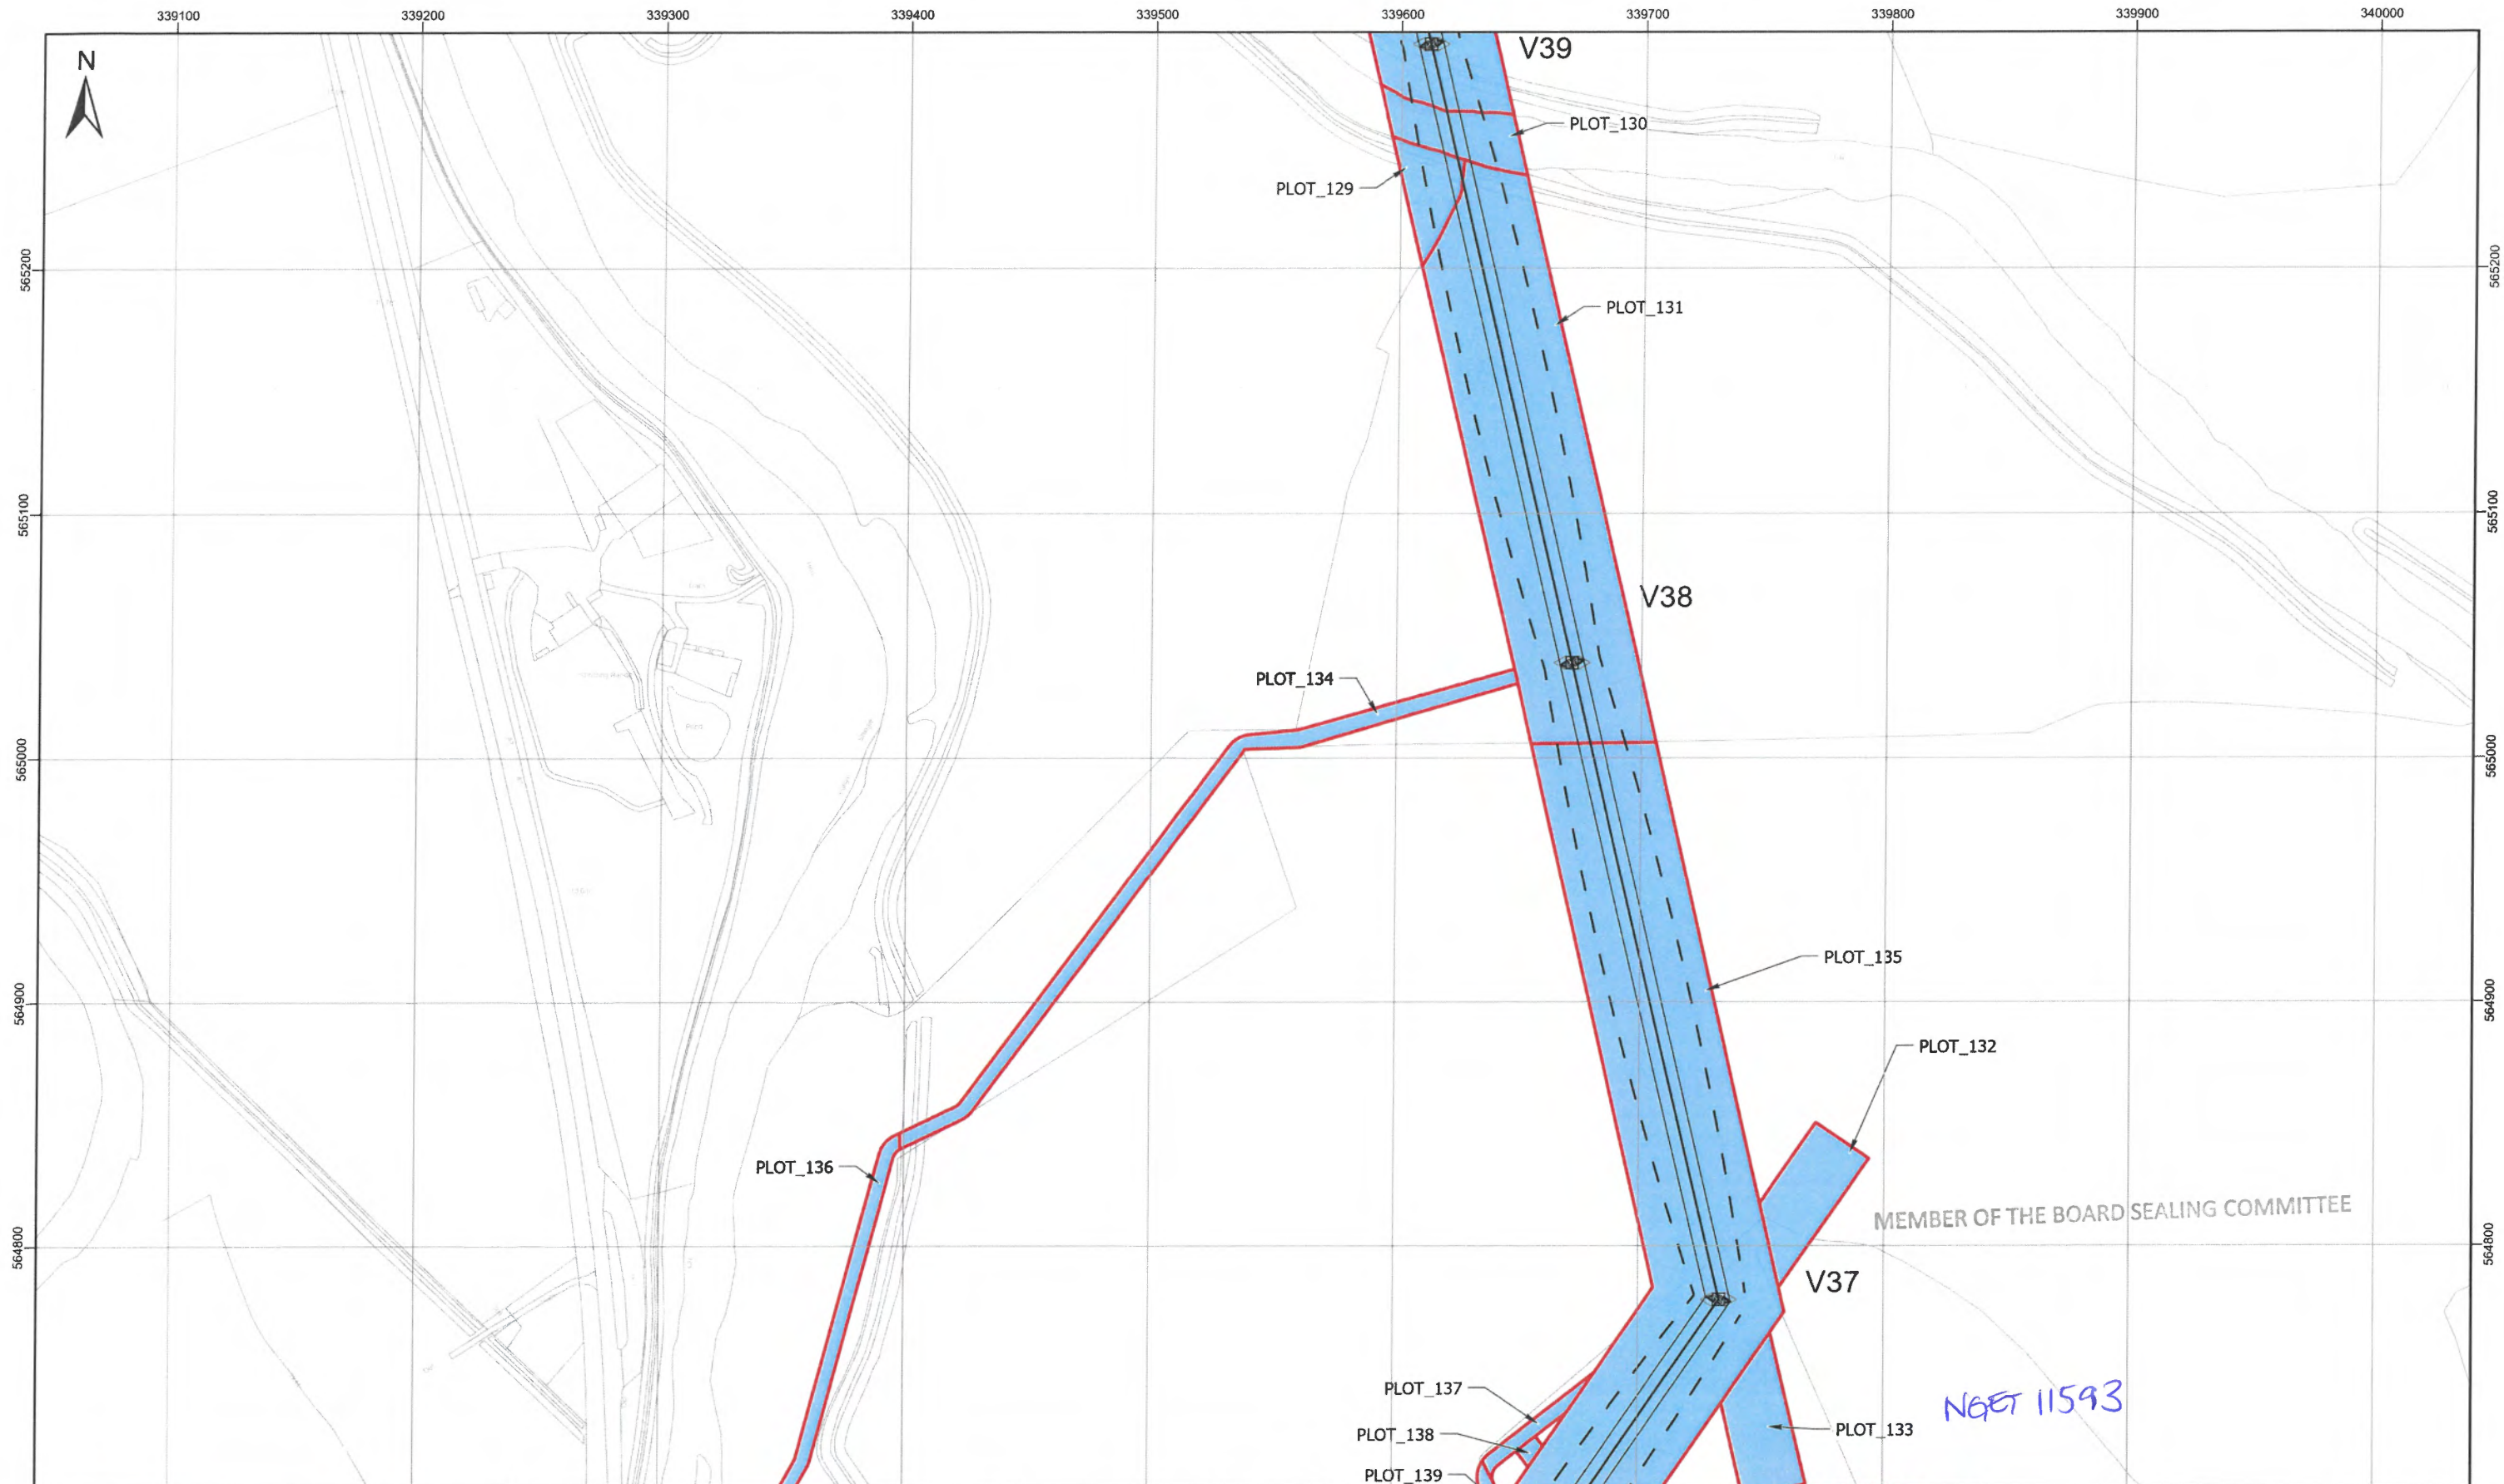 339100 339200 339300 339400 339500 339600 339700 339800 339900 340000
N
V39
PLOT_130
PLOT_129
565200 565200
PLOT_131
565100 565100
V38
PLOT_134
Pond
565000 565000
PLOT_135
564900 564900
PLOT_132
PLOT_136
MEMBER OF THE BOARD SEALING COMMITTEE
564800 564800
V37
PLOT_137
NGET 11593
PLOT_138
PLOT_133
PLOT_139